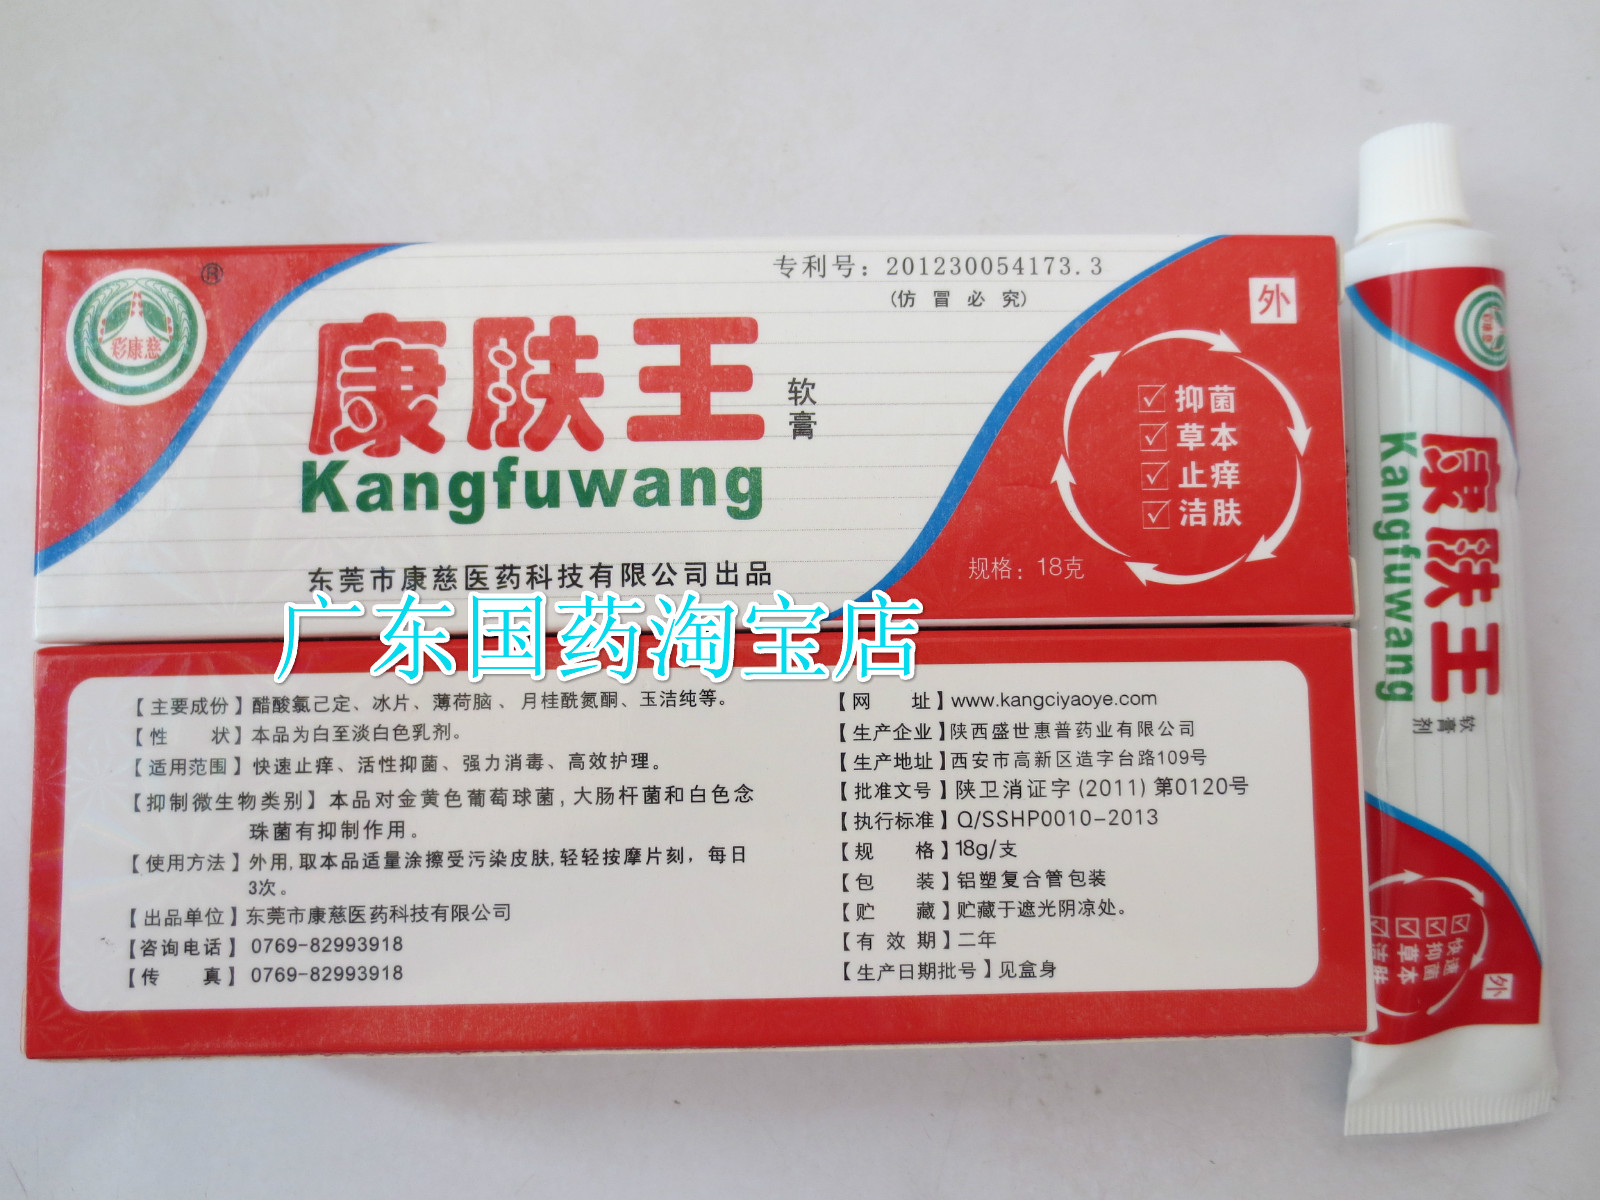 彩康慈
®
专利号：201230054173.3
(仿 冒 必 究)
外
康肤王
软膏
Kangfuwang
抑菌
草本
止痒
洁肤
规格：18克
东莞市康慈医药科技有限公司出品
广东国药淘宝店
【主要成份】醋酸氯己定、冰片、薄荷脑、月桂酰氮酮、玉洁纯等。
【性 状】本品为白至淡白色乳剂。
【适用范围】快速止痒、活性抑菌、强力消毒、高效护理。
【抑制微生物类别】本品对金黄色葡萄球菌,大肠杆菌和白色念
珠菌有抑制作用。
【使用方法】外用,取本品适量涂擦受污染皮肤,轻轻按摩片刻，每日
3次。
【出品单位】东莞市康慈医药科技有限公司
【咨询电话】0769-82993918
【传 真】0769-82993918
【网 址】www.kangciyaoye.com
【生产企业】陕西盛世惠普药业有限公司
【生产地址】西安市高新区造字台路109号
【批准文号】陕卫消证字(2011)第0120号
【执行标准】Q/SSHP0010-2013
【规 格】18g/支
【包 装】铝塑复合管包装
【贮 藏】贮藏于遮光阴凉处。
【有 效 期】二年
【生产日期批号】见盒身
彩康慈
康肤王
Kangfuwang
软膏剂
快速
抑菌
草本
洁肤
外